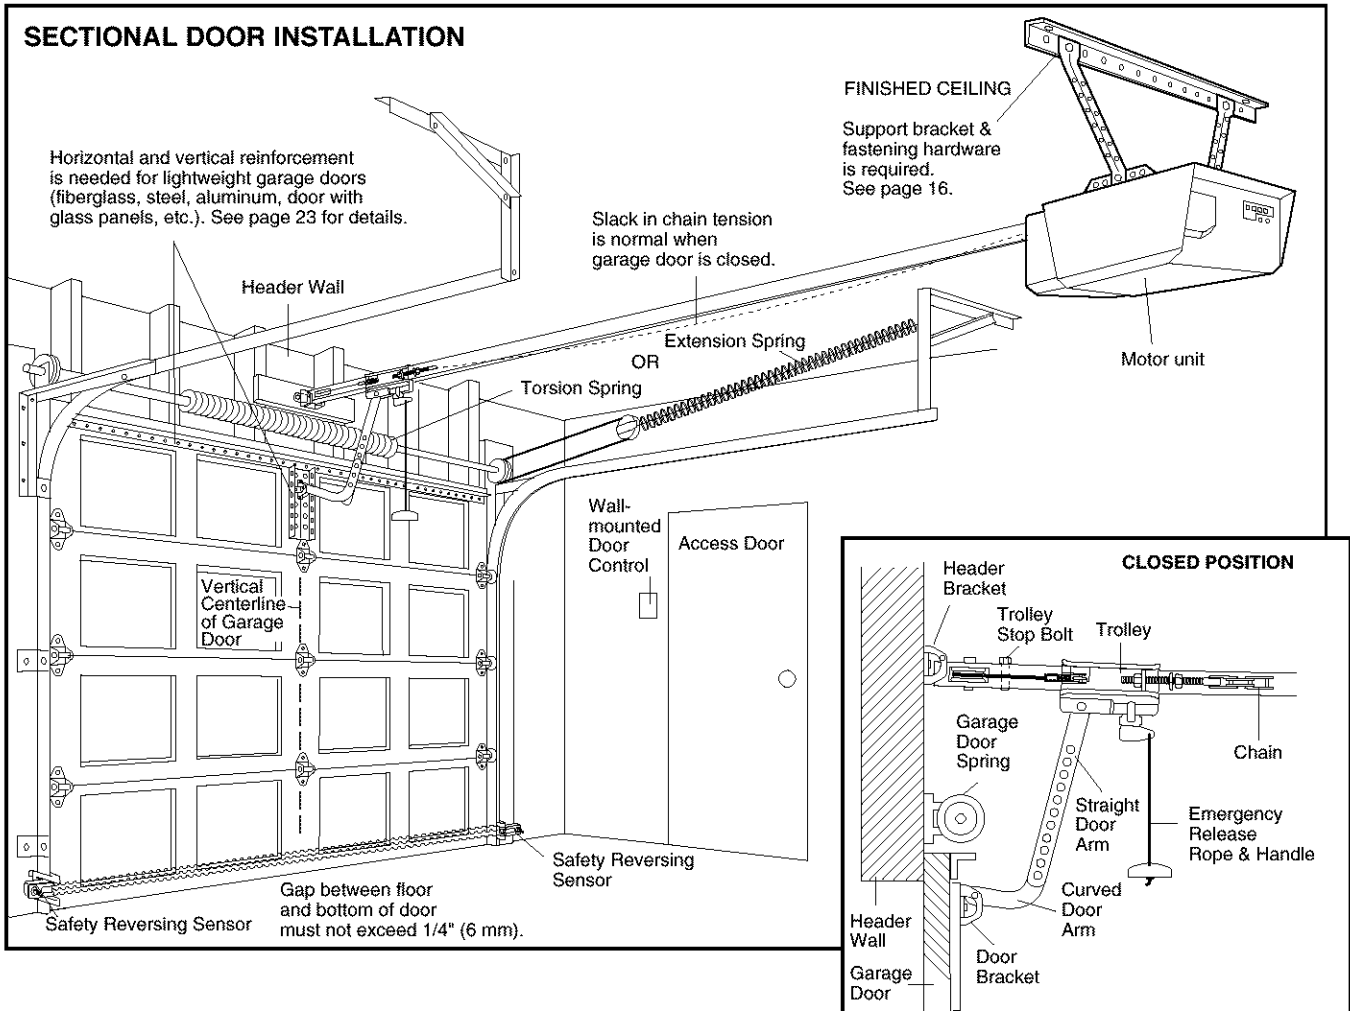 SECTIONAL DOOR INSTALLATION
FINISHED CEILING
Support bracket &
fastening hardware
is required.
See page 16.
Horizontal and vertical reinforcement
is needed for lightweight garage doors
(fiberglass, steel, aluminum, door with
glass panels, etc.). See page 23 for details.
Slack in chain tension
is normal when
garage door is closed.
Header Wall
Extension Spring
OR
Motor unit
Torsion Spring
Wall-
mounted
Door
Control
Access Door
Vertical
Centerline
of Garage
Door
Safety Reversing
Sensor
Gap between floor
and bottom of door
must not exceed 1/4" (6 mm).
Safety Reversing Sensor
CLOSED POSITION
Header
Bracket
Trolley
Stop Bolt
Trolley
Garage
Door
Spring
Chain
Straight
Door
Arm
Emergency
Release
Rope & Handle
Curved
Door
Arm
Header
Wall
Door
Bracket
Garage
Door